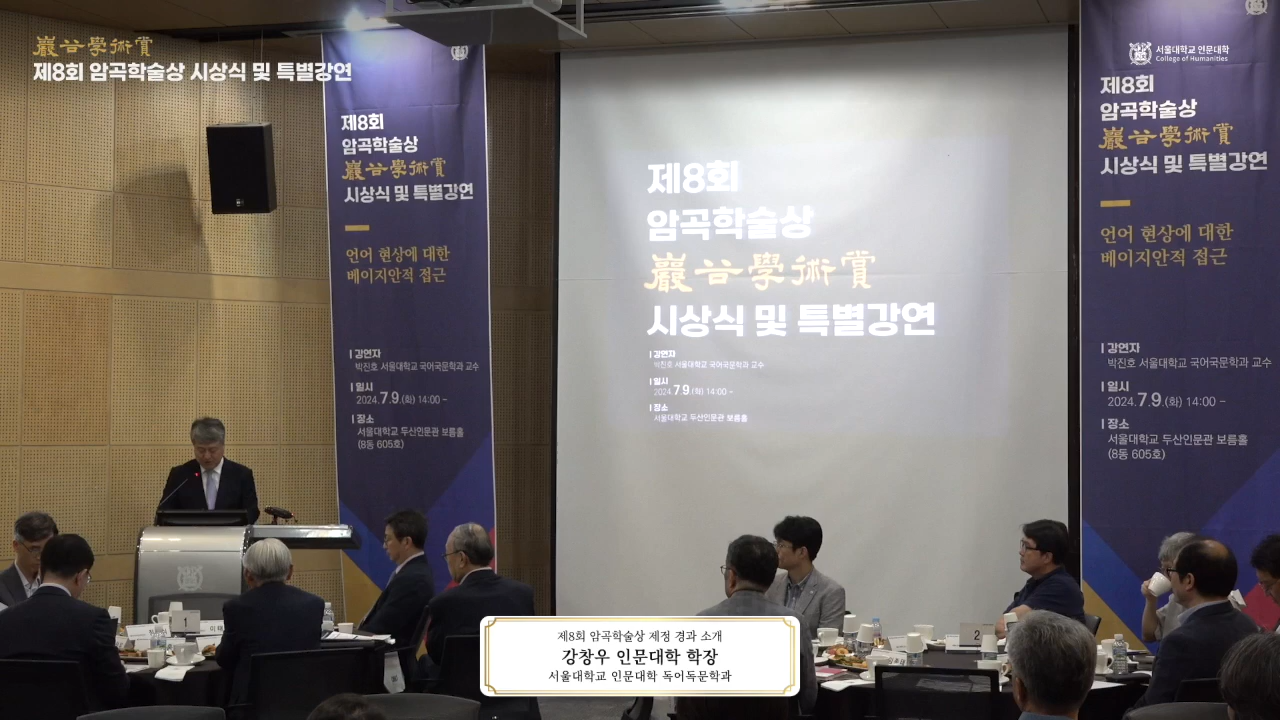 巖谷學術賞
제8회 암곡학술상 시상식 및 특별강연
제8회
암곡학술상
巖谷學術賞
시상식 및 특별강연
언어 현상에 대한
베이지안적 접근
강연자
박진호 서울대학교 국어국문학과 교수
일시
2024.7.9.(화) 14:00 ~
장소
서울대학교 두산인문관 보름홀
(8동 605호)
제8회
암곡학술상
巖谷學術賞
시상식 및 특별강연
강연자
박진호 서울대학교 국어국문학과 교수
일시
2024.7.9.(화) 14:00 ~
장소
서울대학교 두산인문관 보름홀
서울대학교 인문대학
College of Humanities
제8회
암곡학술상
巖谷學術賞
시상식 및 특별강연
언어 현상에 대한
베이지안적 접근
강연자
박진호 서울대학교 국어국문학과 교수
일시
2024.7.9.(화) 14:00 ~
장소
서울대학교 두산인문관 보름홀
(8동 605호)
1
2
제8회 암곡학술상 제정 경과 소개
강창우 인문대학 학장
서울대학교 인문대학 독어독문학과